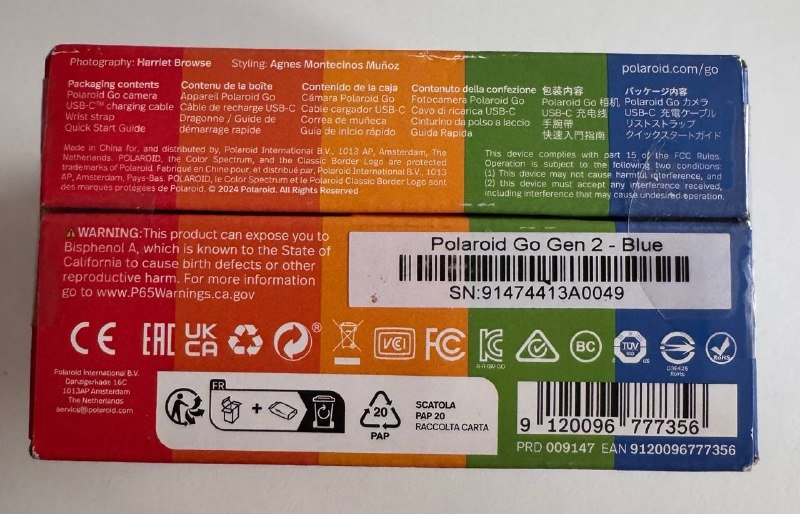 Photography: Harriet Browse
Styling: Agnes Montecinos Muñoz
polaroid.com/go
Packaging contents
Polaroid Go camera
USB-C™ charging cable
Wrist strap
Quick Start Guide
Contenu de la boîte
Appareil Polaroid Go
Câble de recharge USB-C
Dragonne / Guide de
démarrage rapide
Contenido de la caja
Cámara Polaroid Go
Cable cargador USB-C
Correa de muñeca
Guía de inicio rápido
Contenuto della confezione
Fotocamera Polaroid Go
Cavo di ricarica USB-C
Cinturino da polso a laccio
Guida Rapida
包装内容
Polaroid Go 相机
USB-C 充电线
手腕带
快速入門指南
パッケージ内容
Polaroid Go カメラ
USB-C 充電ケーブル
リストストラップ
クイックスタートガイド
Made in China for, and distributed by, Polaroid International B.V., 1013 AP, Amsterdam, The
Netherlands. POLAROID, the Color Spectrum, and the Classic Border Logo are protected
trademarks of Polaroid. Fabriqué en Chine pour, et distribué par, Polaroid International B.V., 1013
AP, Amsterdam, Pays-Bas. POLAROID, le Color Spectrum et le Polaroid Classic Border Logo sont
des marques protégées de Polaroid. © 2024 Polaroid. All Rights Reserved
This device complies with part 15 of the FCC Rules.
Operation is subject to the following two conditions:
(1) This device may not cause harmful interference, and
(2) this device must accept any interference received,
including interference that may cause undesired operation.
⚠WARNING: This product can expose you to
Bisphenol A, which is known to the State of
California to cause birth defects or other
reproductive harm. For more information
go to www.P65Warnings.ca.gov
Polaroid Go Gen 2 - Blue
SN:91474413A0049
CE
EAC
UK
CA
®
VCI
FC
KC
R-R-9MV-GO
BC
TÜV
SÜD
US
008428
RoHS
RoHS
Polaroid International B.V.
Danzigerkade 16C
1013AP Amsterdam
The Netherlands
service@polaroid.com
FR
+
20
PAP
SCATOLA
PAP 20
RACCOLTA CARTA
9 120096 777356
PRD 009147 EAN 9120096777356